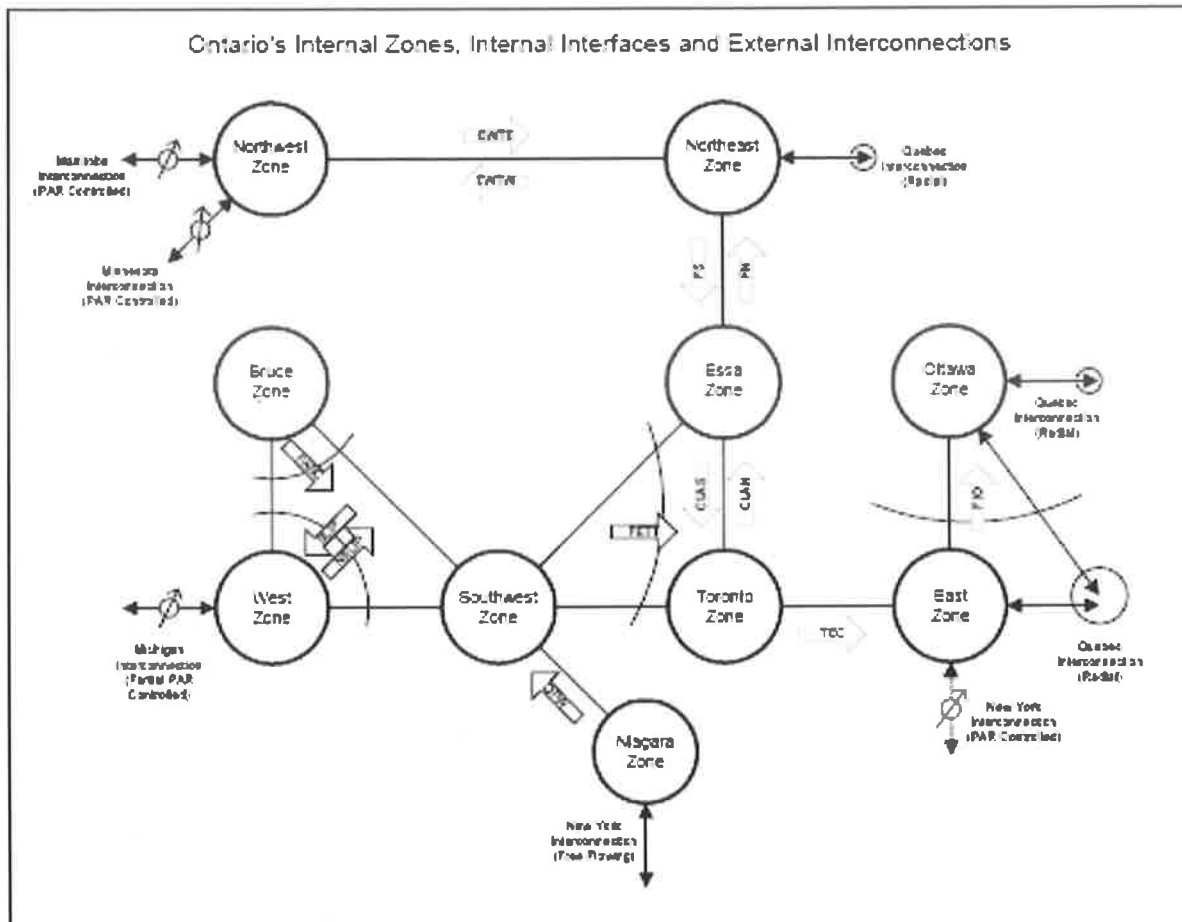 Ontario's Internal Zones, Internal Interfaces and External Interconnections
Northwest
Zone
EWTE
EWTW
Northeast
Zone
Manitoba
Interconnection
(PAR Controlled)
Quebec
Interconnection
(Radial)
Minnesota
Interconnection
(PAR Controlled)
FS
FN
Bruce
Zone
Essa
Zone
Ottawa
Zone
Quebec
Interconnection
(Radial)
CLAS
CLAN
FIO
West
Zone
Southwest
Zone
Toronto
Zone
East
Zone
TEC
Michigan
Interconnection
(Partial PAR
Controlled)
Quebec
Interconnection
(Radial)
New York
Interconnection
(PAR Controlled)
Niagara
Zone
New York
Interconnection
(Free Flowing)